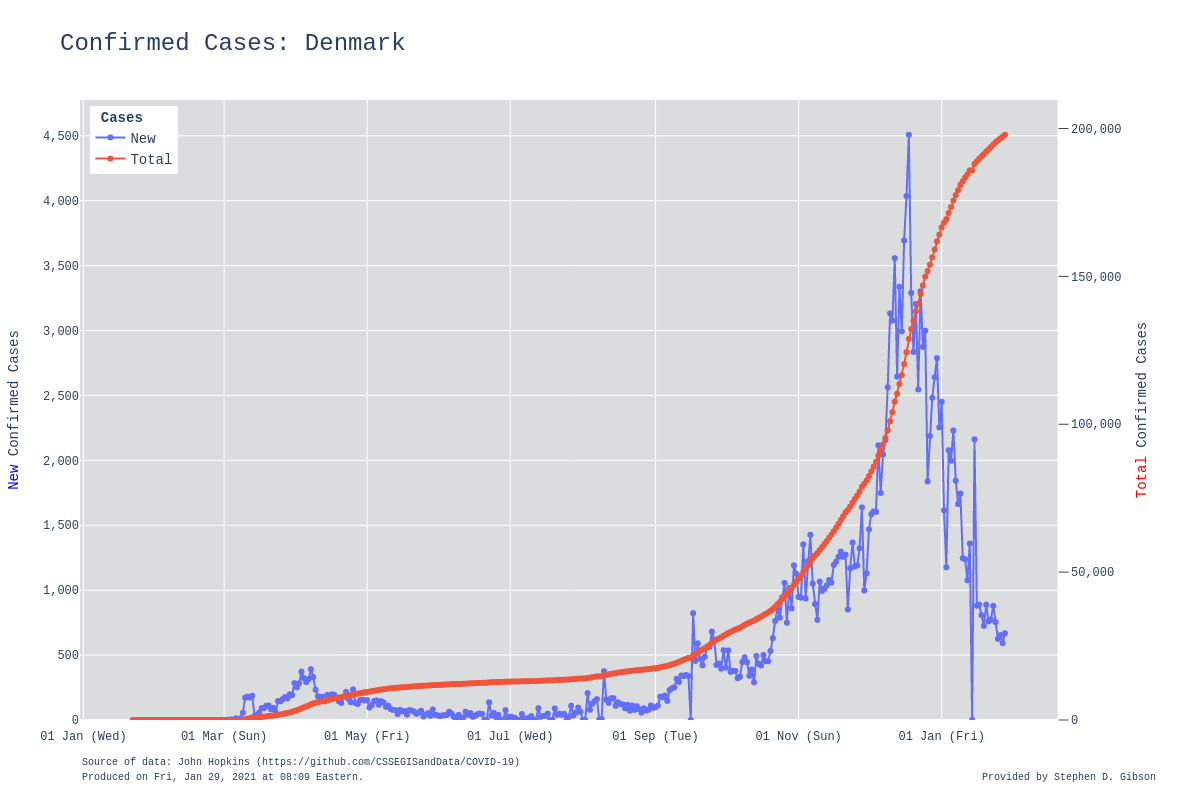 Confirmed Cases: Denmark
Cases
New
Total
4,500
4,000
3,500
3,000
2,500
2,000
1,500
1,000
500
0
New Confirmed Cases
200,000
150,000
100,000
50,000
0
Total Confirmed Cases
01 Jan (Wed) 01 Mar (Sun) 01 May (Fri) 01 Jul (Wed) 01 Sep (Tue) 01 Nov (Sun) 01 Jan (Fri)
Source of data: John Hopkins (https://github.com/CSSEGISandData/COVID-19)
Produced on Fri, Jan 29, 2021 at 08:09 Eastern.
Provided by Stephen D. Gibson